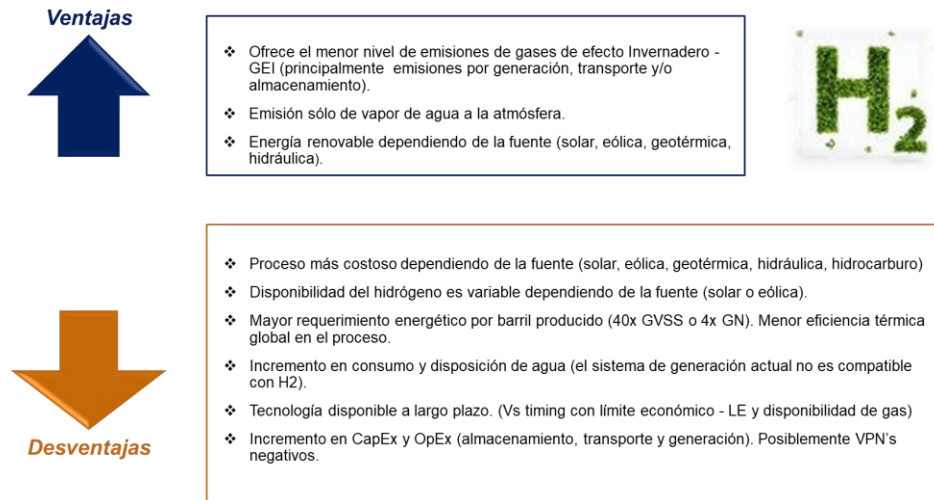 Ventajas
❖ Ofrece el menor nivel de emisiones de gases de efecto Invernadero -
GEI (principalmente emisiones por generación, transporte y/o
almacenamiento).
❖ Emisión sólo de vapor de agua a la atmósfera.
❖ Energía renovable dependiendo de la fuente (solar, eólica, geotérmica,
hidráulica).
H2
❖ Proceso más costoso dependiendo de la fuente (solar, eólica, geotérmica, hidráulica, hidrocarburo)
❖ Disponibilidad del hidrógeno es variable dependiendo de la fuente (solar o eólica).
❖ Mayor requerimiento energético por barril producido (40x GVSS o 4x GN). Menor eficiencia térmica
global en el proceso.
❖ Incremento en consumo y disposición de agua (el sistema de generación actual no es compatible
con H2).
❖ Tecnología disponible a largo plazo. (Vs timing con límite económico - LE y disponibilidad de gas)
❖ Incremento en CapEx y OpEx (almacenamiento, transporte y generación). Posiblemente VPN's
negativos.
Desventajas